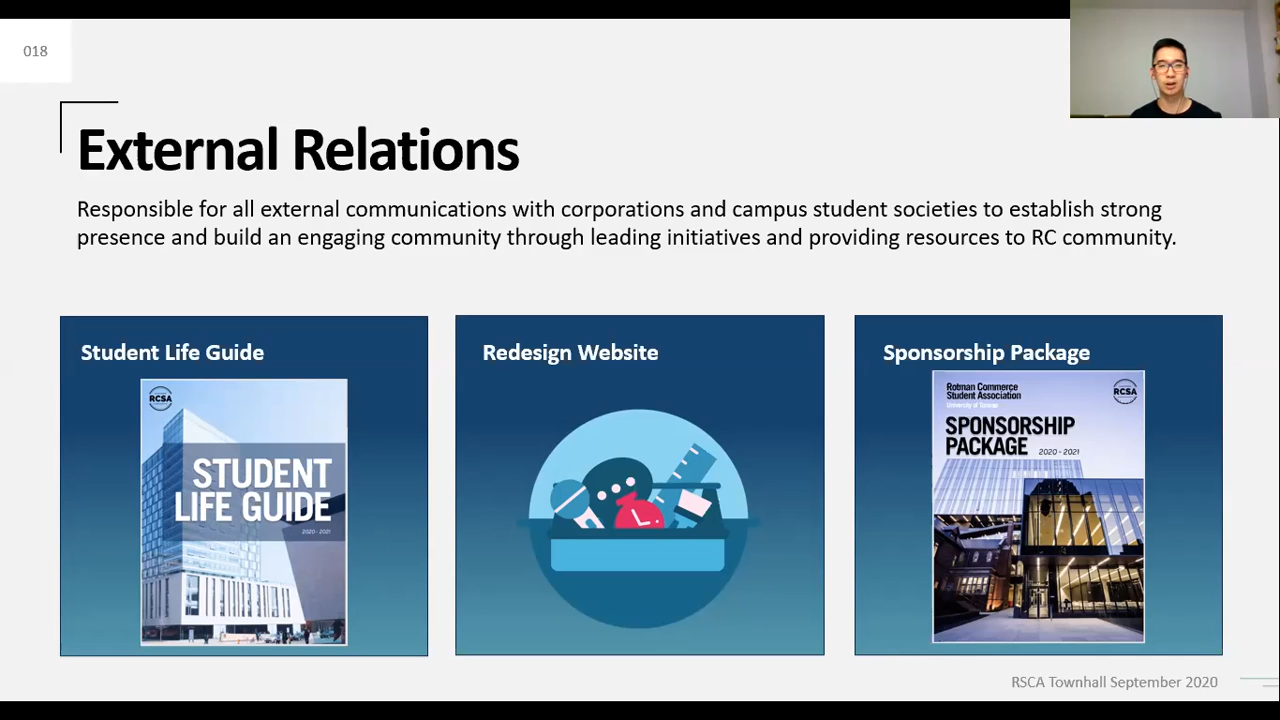 018
External Relations
Responsible for all external communications with corporations and campus student societies to establish strong
presence and build an engaging community through leading initiatives and providing resources to RC community.
Student Life Guide
RCSA
STUDENT
LIFE GUIDE
2020 - 2021
Redesign Website
Sponsorship Package
Rotman Commerce
Student Association
University of Toronto
RCSA
SPONSORSHIP
PACKAGE 2020 - 2021
RSCA Townhall September 2020